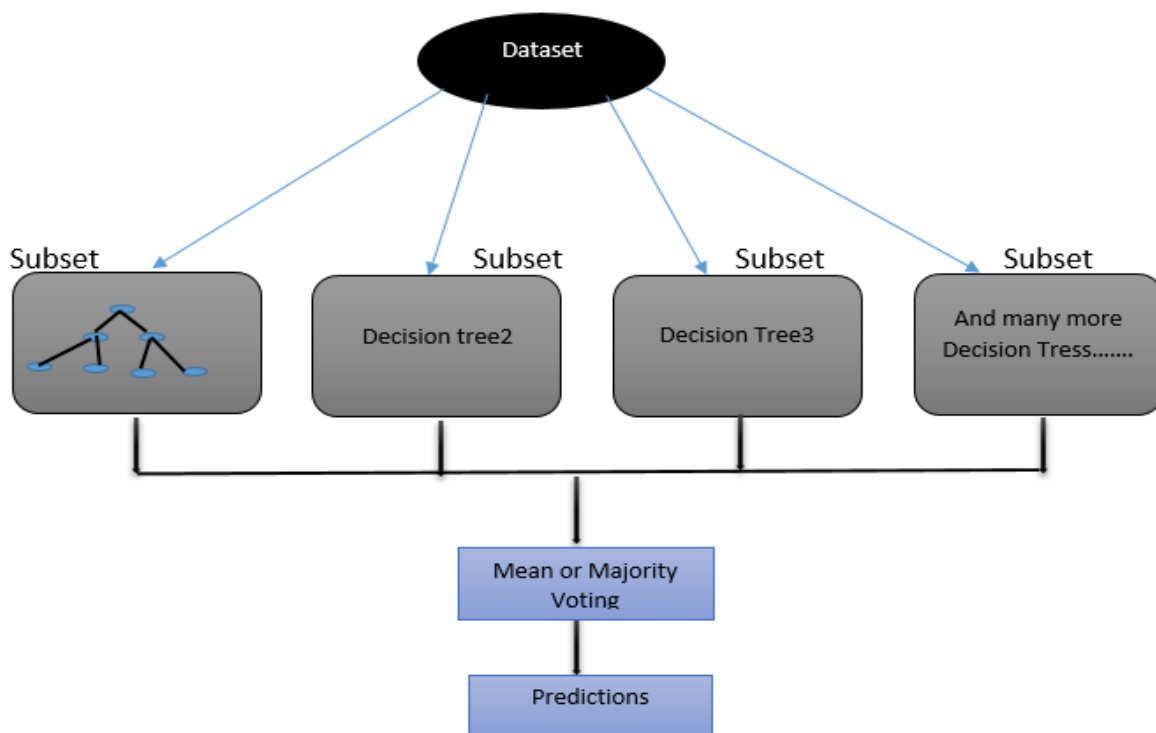 Dataset
Subset
Subset
Subset
Subset
Decision tree2
Decision Tree3
And many more
Decision Tress.......
Mean or Majority
Voting
Predictions